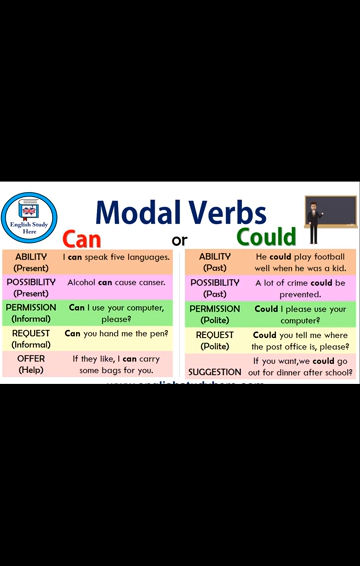 Modal Verbs
English Study
Here
Can or Could
ABILITY
(Present)
I can speak five languages.
POSSIBILITY
(Present)
Alcohol can cause canser.
PERMISSION
(Informal)
Can I use your computer,
please?
REQUEST
(Informal)
Can you hand me the pen?
OFFER
(Help)
If they like, I can carry
some bags for you.
ABILITY
(Past)
He could play football
well when he was a kid.
POSSIBILITY
(Past)
A lot of crime could be
prevented.
PERMISSION
(Polite)
Could I please use your
computer?
REQUEST
(Polite)
Could you tell me where
the post office is, please?
SUGGESTION
If you want,we could go
out for dinner after school?
www.englishstudyhere.com